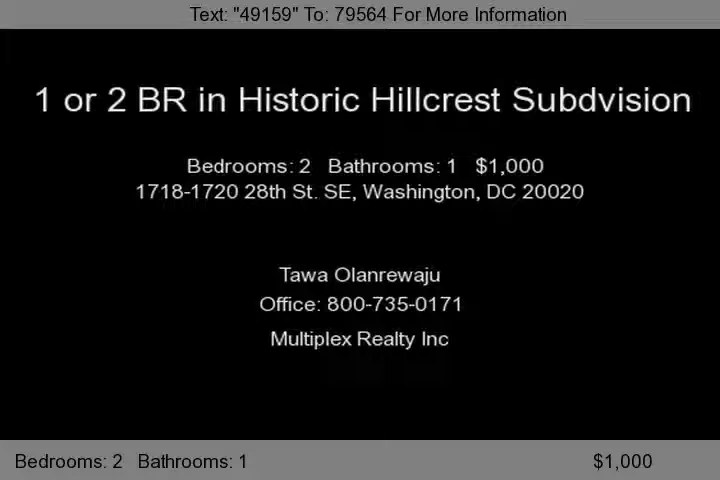 Text: "49159" To: 79564 For More Information
1 or 2 BR in Historic Hillcrest Subdvision
Bedrooms: 2 Bathrooms: 1 $1,000
1718-1720 28th St. SE, Washington, DC 20020
Tawa Olanrewaju
Office: 800-735-0171
Multiplex Realty Inc
Bedrooms: 2 Bathrooms: 1 $1,000